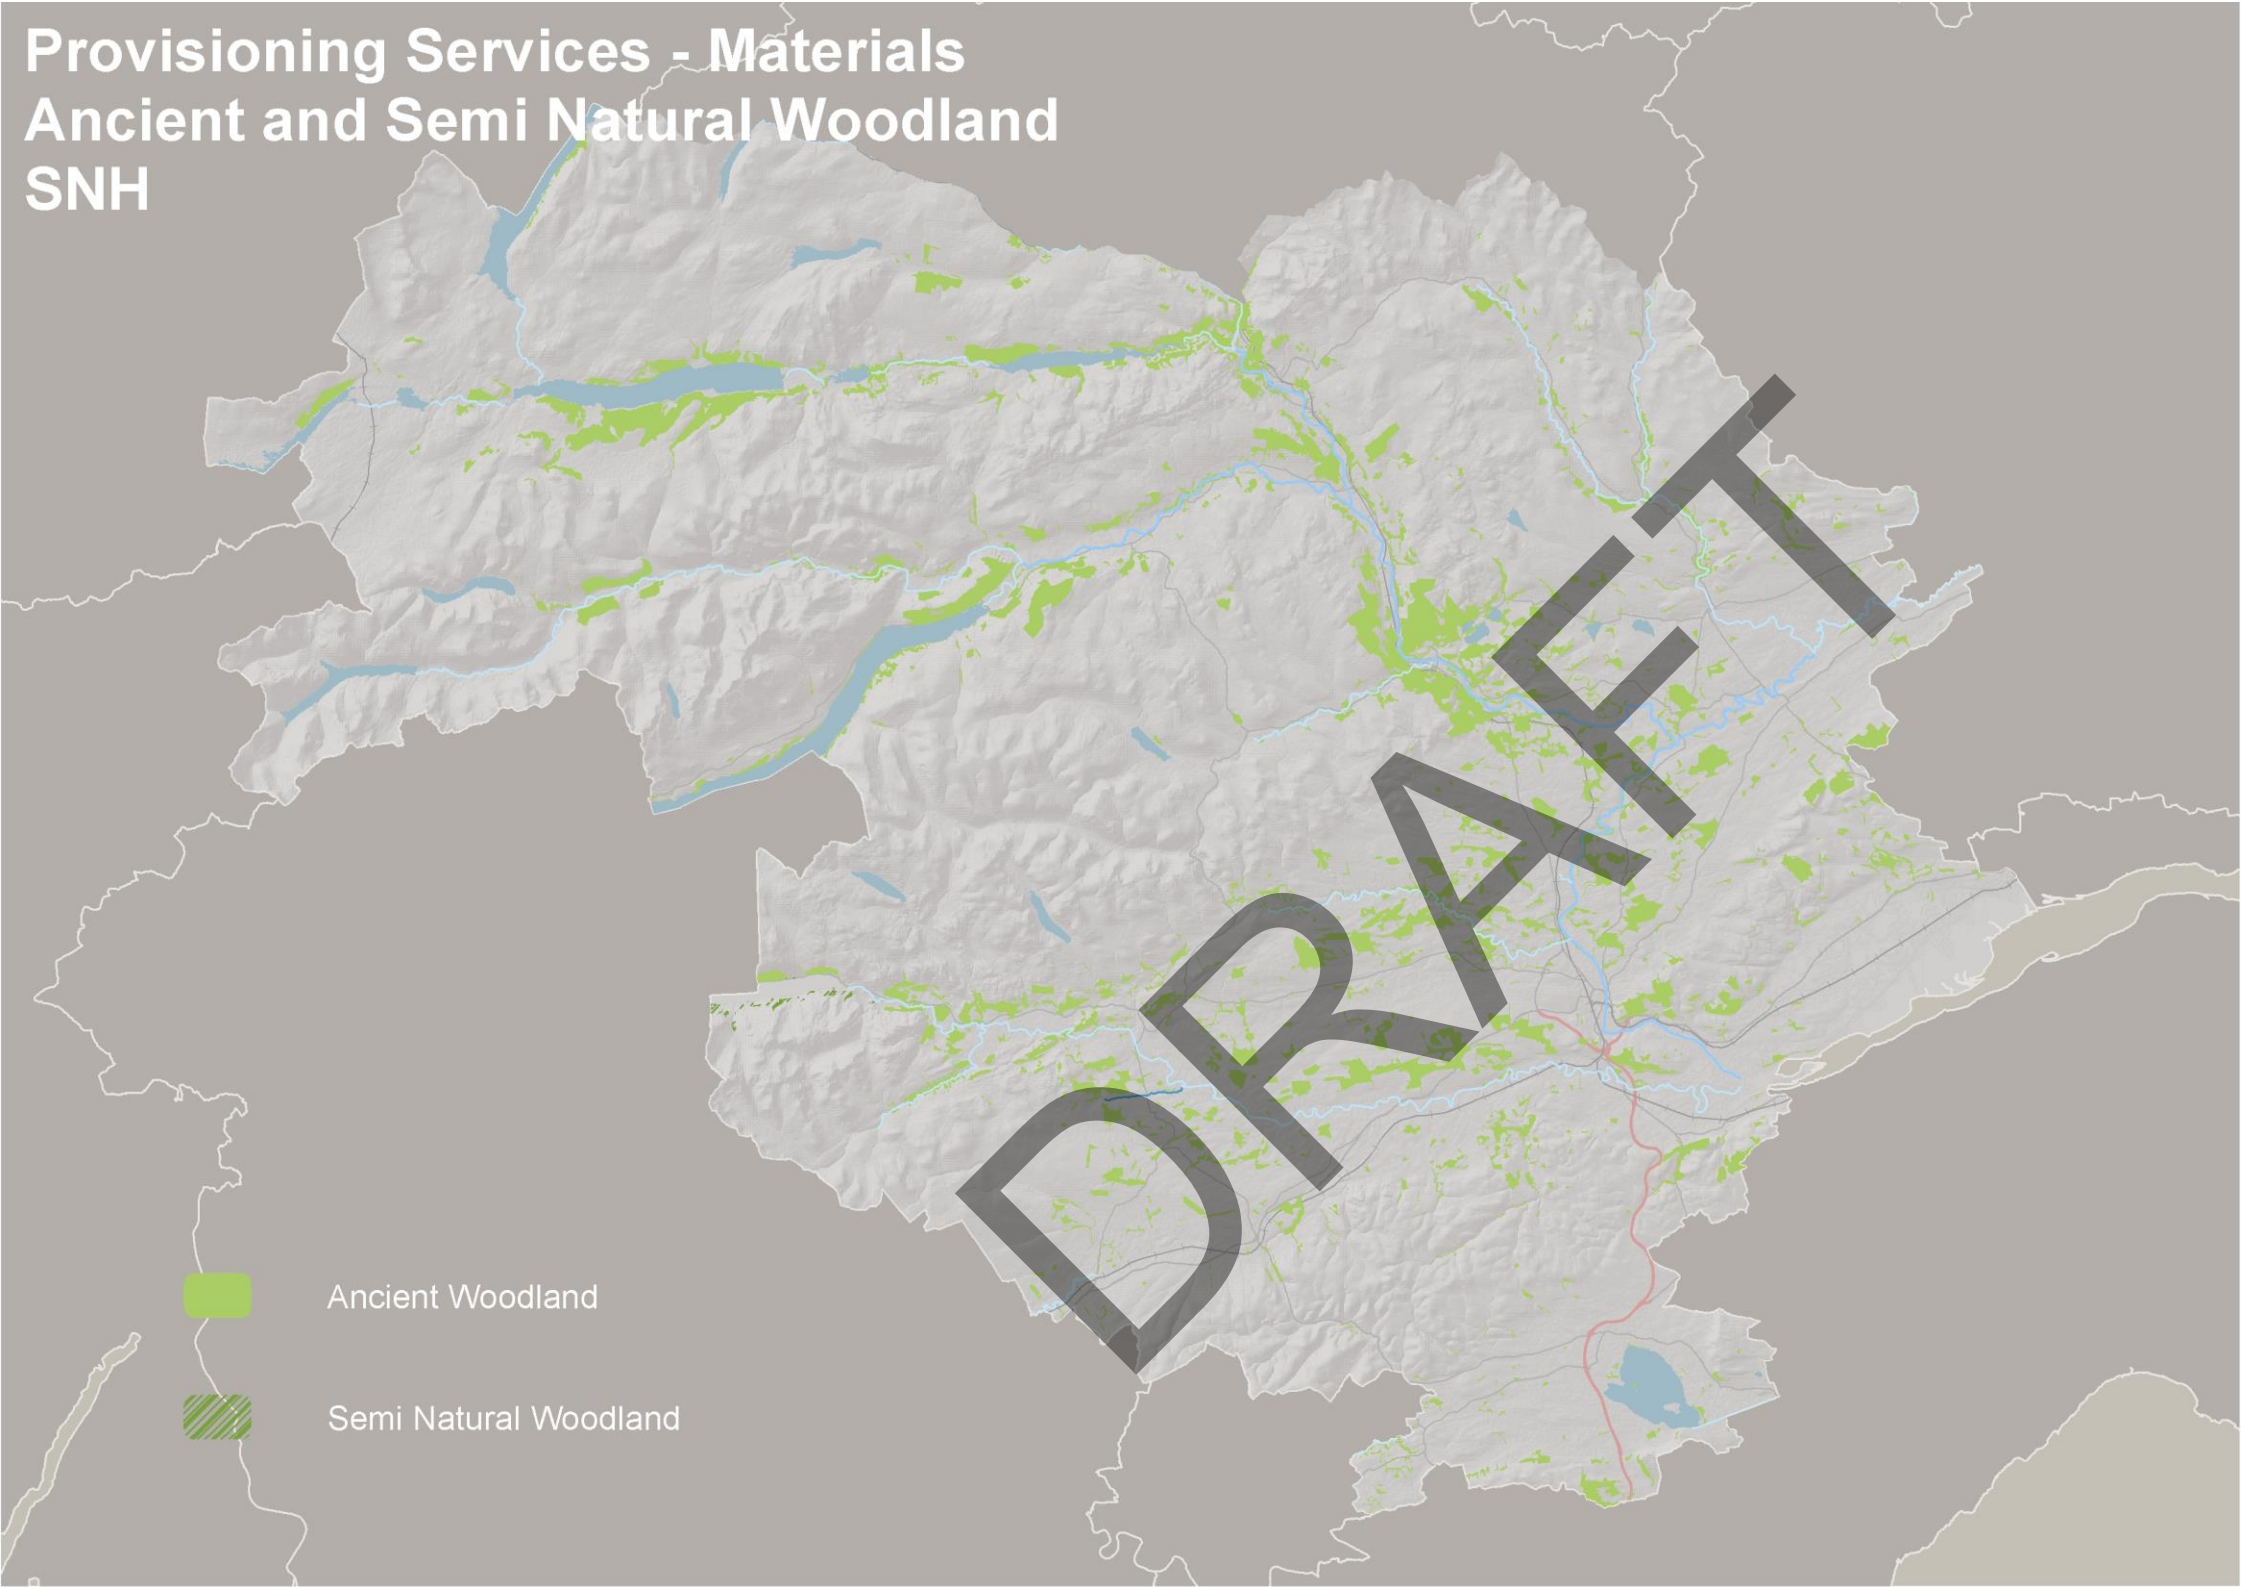 Provisioning Services - Materials
Ancient and Semi Natural Woodland
SNH
DRAFT
Ancient Woodland
Semi Natural Woodland